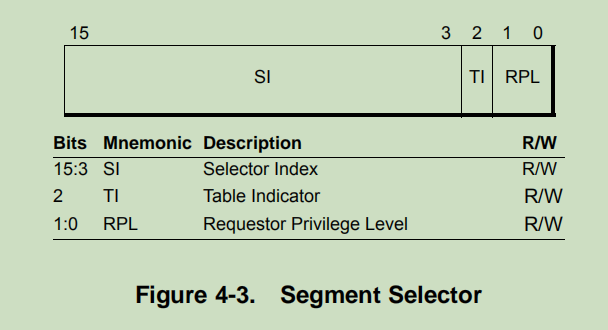 15 3 2 1 0
SI TI RPL
Bits Mnemonic Description R/W
15:3 SI Selector Index R/W
2 TI Table Indicator R/W
1:0 RPL Requestor Privilege Level R/W
Figure 4-3. Segment Selector